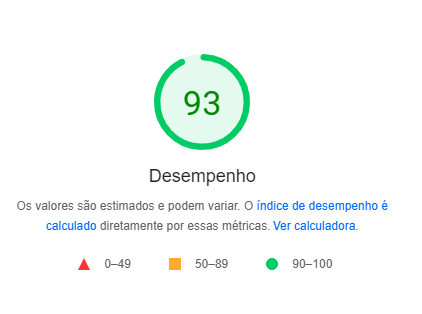 93
Desempenho
Os valores são estimados e podem variar. O índice de desempenho é
calculado diretamente por essas métricas. Ver calculadora.
0–49 50–89 90–100